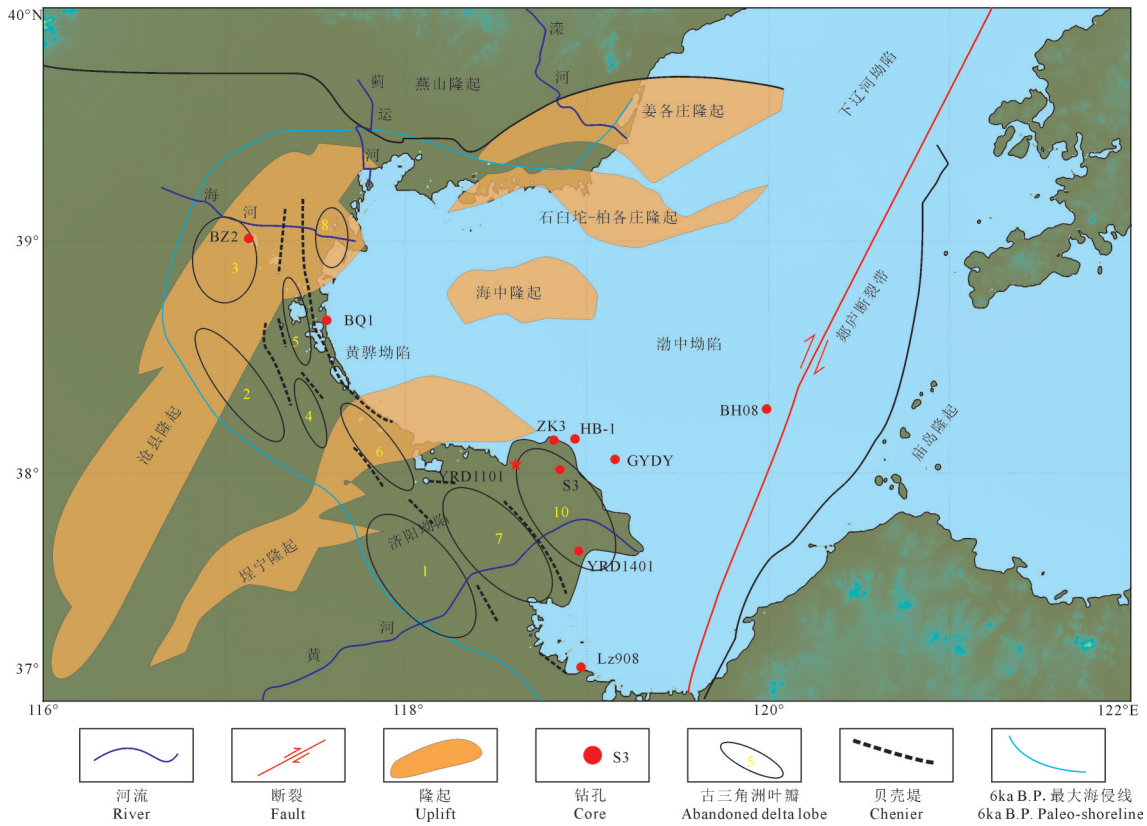 40°N
39°
38°
37°
116°
118°
120°
122°E
滦
河
蓟
运
河
燕山隆起
姜各庄隆起
下辽河坳陷
海
河
BZ2
8
3
石臼坨-柏各庄隆起
海中隆起
BQ1
5
黄骅坳陷
渤中坳陷
郯庐断裂带
2
4
沧县隆起
6
BH08
庙岛隆起
ZK3
HB-1
GYDY
YRD1101
S3
10
济阳坳陷
7
埕宁隆起
1
YRD1401
黄
河
Lz908
S3
5
河流
River
断裂
Fault
隆起
Uplift
钻孔
Core
古三角洲叶瓣
Abandoned delta lobe
贝壳堤
Chenier
6ka B.P. 最大海侵线
6ka B.P. Paleo-shoreline